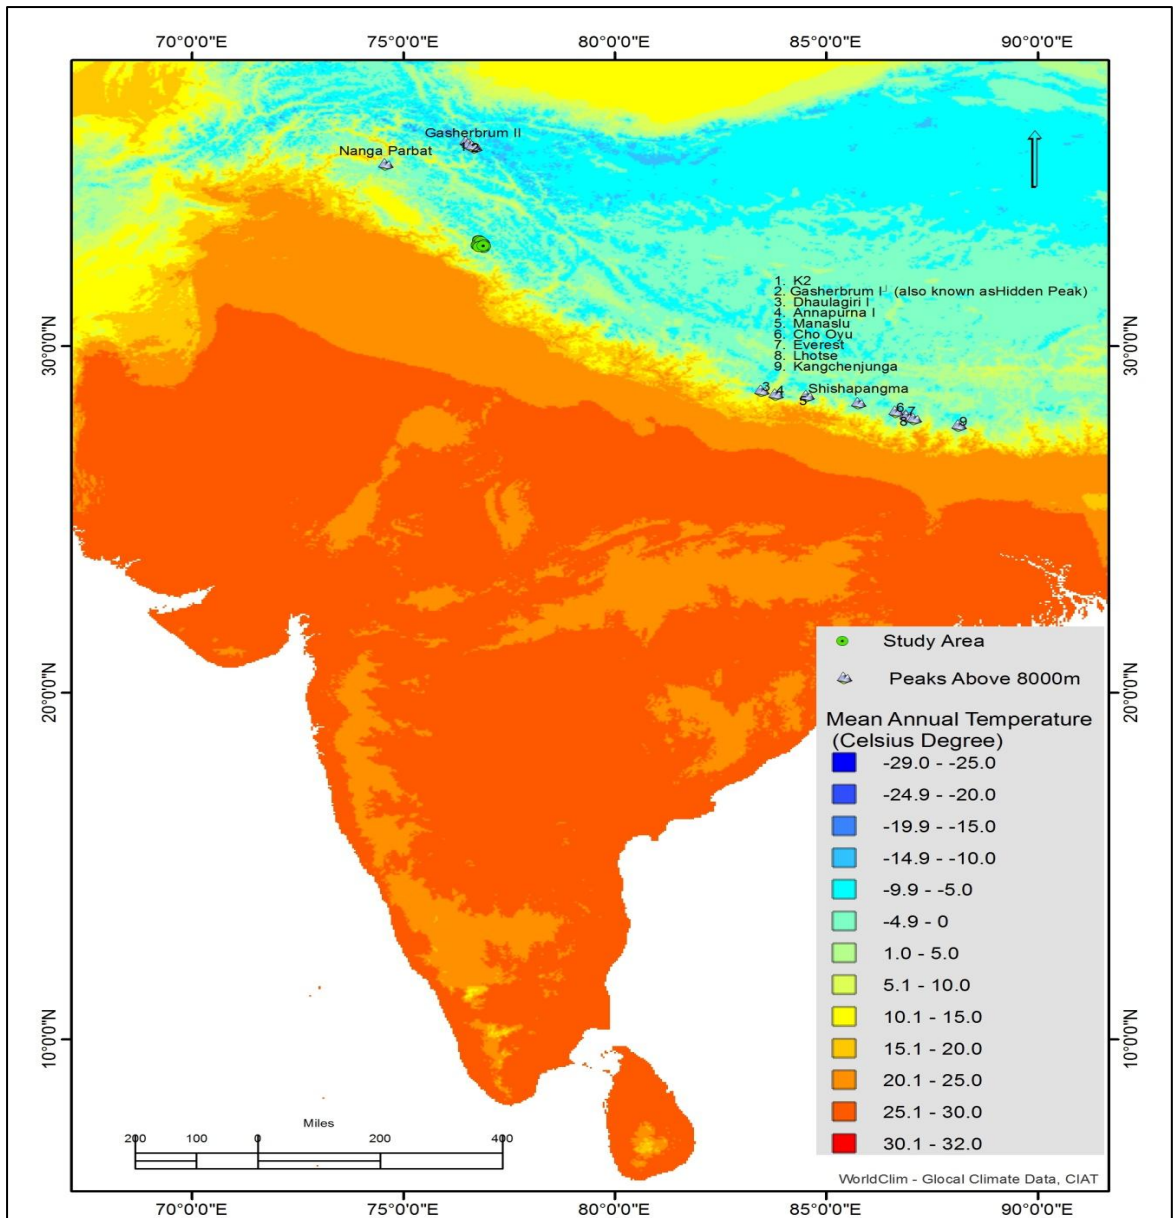 70°0'0"E 75°0'0"E 80°0'0"E 85°0'0"E 90°0'0"E
Gasherbrum II
Nanga Parbat
1. K2
2. Gasherbrum I (also known asHidden Peak)
3. Dhaulagiri I
4. Annapurna I
5. Manaslu
6. Cho Oyu
7. Everest
8. Lhotse
9. Kangchenjunga
30°0'0"N 30°0'0"N
3 4 5 Shishapangma 6 7 8 9
20°0'0"N 20°0'0"N
10°0'0"N 10°0'0"N
Study Area
Peaks Above 8000m
Mean Annual Temperature
(Celsius Degree)
-29.0 - -25.0
-24.9 - -20.0
-19.9 - -15.0
-14.9 - -10.0
-9.9 - -5.0
-4.9 - 0
1.0 - 5.0
5.1 - 10.0
10.1 - 15.0
15.1 - 20.0
20.1 - 25.0
25.1 - 30.0
30.1 - 32.0
Miles
200 100 0 200 400
WorldClim - Glocal Climate Data, CIAT
70°0'0"E 75°0'0"E 80°0'0"E 85°0'0"E 90°0'0"E